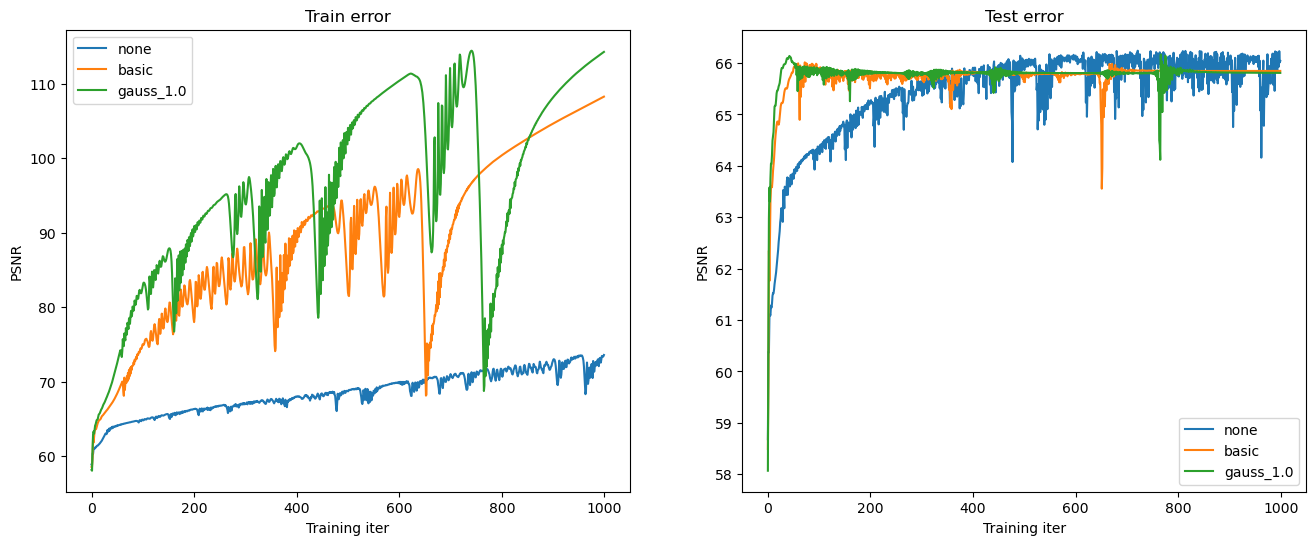 Train error
none
basic
gauss_1.0
PSNR
110
100
90
80
70
60
0
200
400
600
800
1000
Training iter
Test error
PSNR
66
65
64
63
62
61
60
59
58
none
basic
gauss_1.0
0
200
400
600
800
1000
Training iter